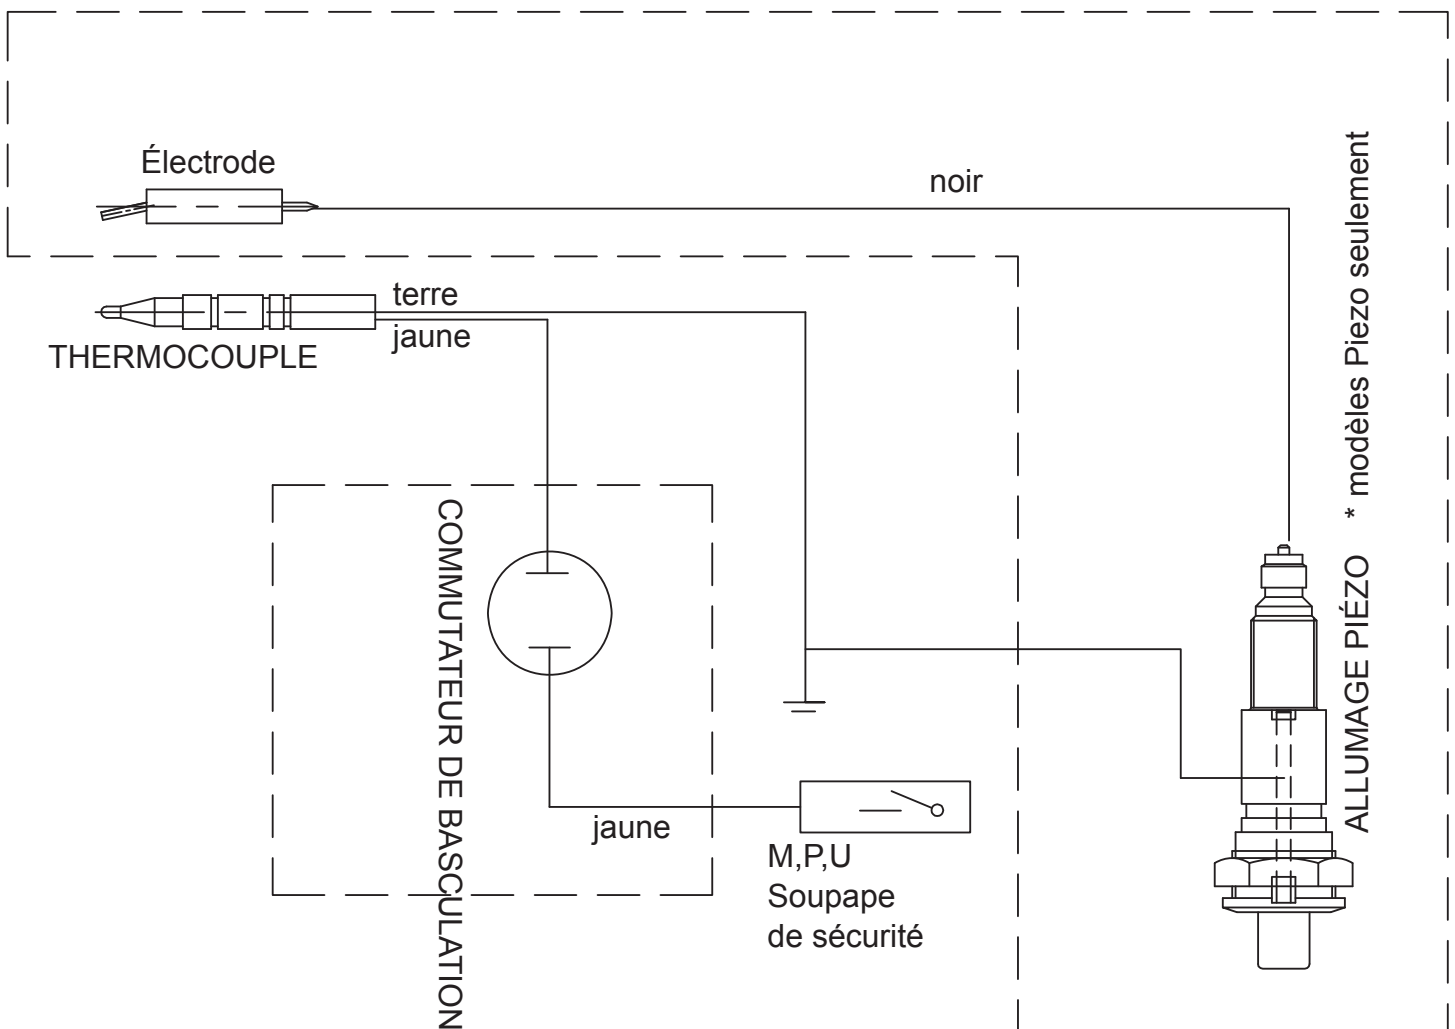 Électrode
noir
terre
jaune
THERMOCOUPLE
COMMUTATEUR DE BASCULATION
jaune
M,P,U
Soupape
de sécurité
ALLUMAGE PIÉZO * modèles Piezo seulement